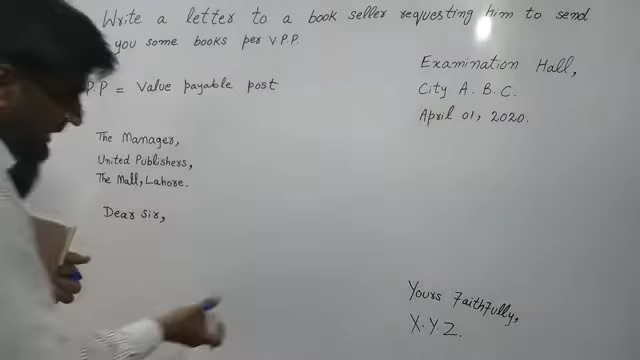 Write a letter to a book seller requesting him to send
you some books per V.P.P.
Examination Hall,
P.P = Value payable post
City A. B. C.
April 01, 2020.
The Manager,
United Publishers,
The Mall, Lahore.
Dear Sir,
Yours Faithfully,
X.Y.Z.